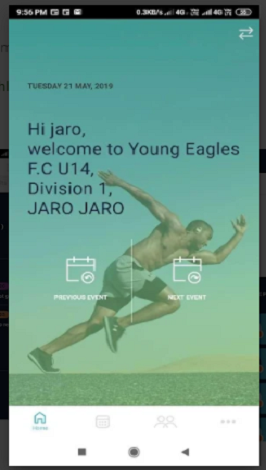 9:56 PM
0.3KB/s 4G 4G
TUESDAY 21 MAY, 2019
Hi jaro,
welcome to Young Eagles
F.C U14,
Division 1,
JARO JARO
PREVIOUS EVENT
NEXT EVENT
Home